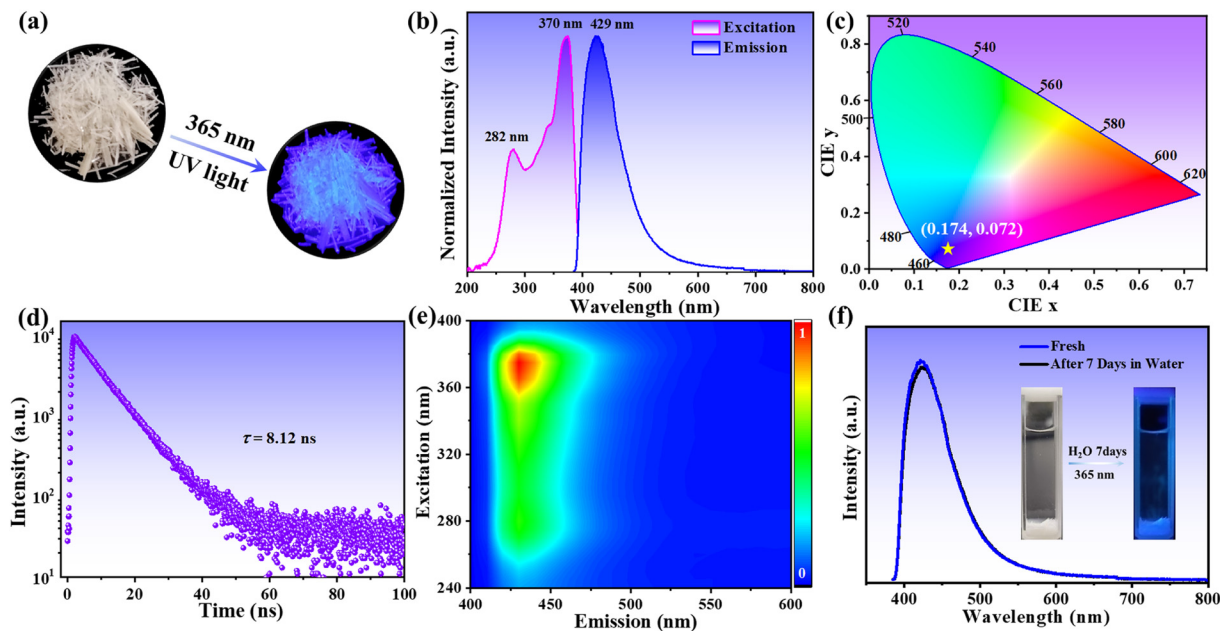 (a)
365 nm
UV light
(b)
370 nm
429 nm
282 nm
Excitation
Emission
Normalized Intensity (a.u.)
200 300 400 500 600 700 800
Wavelength (nm)
(c)
520
540
560
580
600
620
500
480
460
(0.174, 0.072)
CIE y
0.8
0.6
0.4
0.2
0.0
0.0 0.1 0.2 0.3 0.4 0.5 0.6 0.7
CIE x
(d)
Intensity (a.u.)
10^4
10^3
10^2
10^1
τ = 8.12 ns
0 20 40 60 80 100
Time (ns)
(e)
Excitation (nm)
400
360
320
280
240
1
0
400 450 500 550 600
Emission (nm)
(f)
Fresh
After 7 Days in Water
H₂O 7days
365 nm
Intensity (a.u.)
400 500 600 700 800
Wavelength (nm)